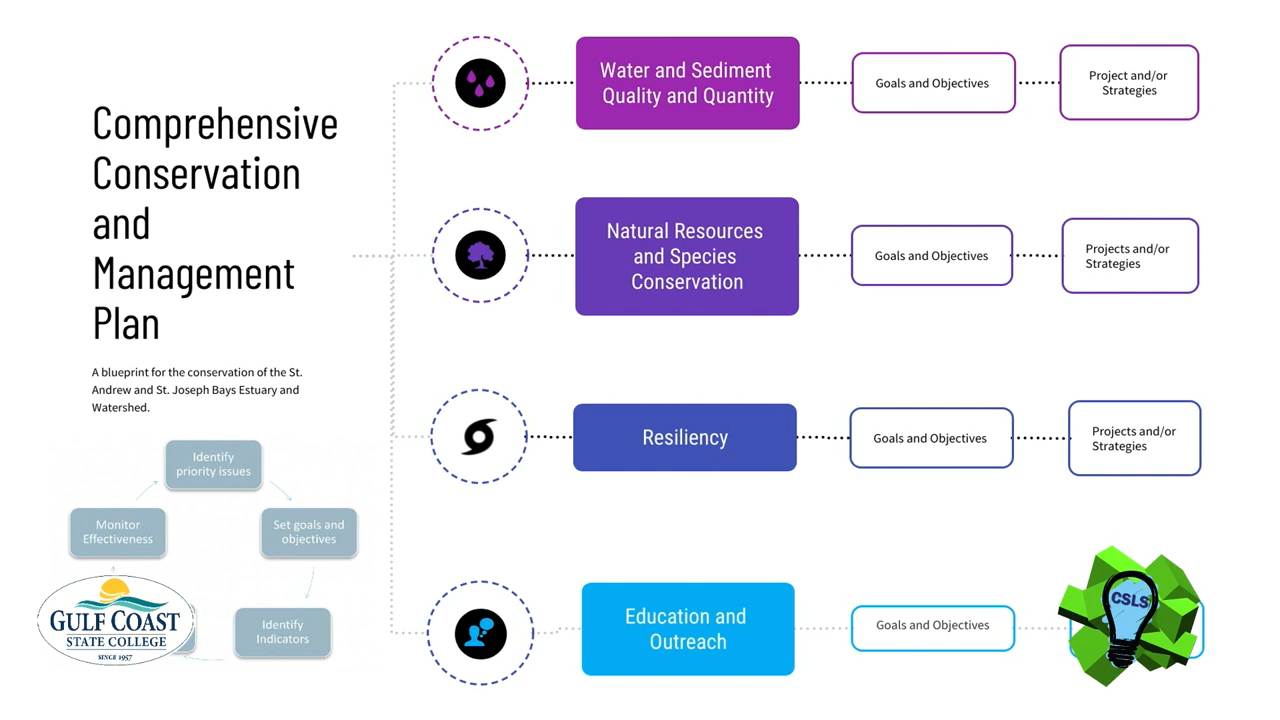 Comprehensive
Conservation
and
Management
Plan
A blueprint for the conservation of the St.
Andrew and St. Joseph Bays Estuary and
Watershed.
Identify
priority issues
Set goals and
objectives
Identify
Indicators
Monitor
Effectiveness
GULF COAST
STATE COLLEGE
SINCE 1957
Water and Sediment
Quality and Quantity
Goals and Objectives
Project and/or
Strategies
Natural Resources
and Species
Conservation
Goals and Objectives
Projects and/or
Strategies
Resiliency
Goals and Objectives
Projects and/or
Strategies
Education and
Outreach
Goals and Objectives
CSLS